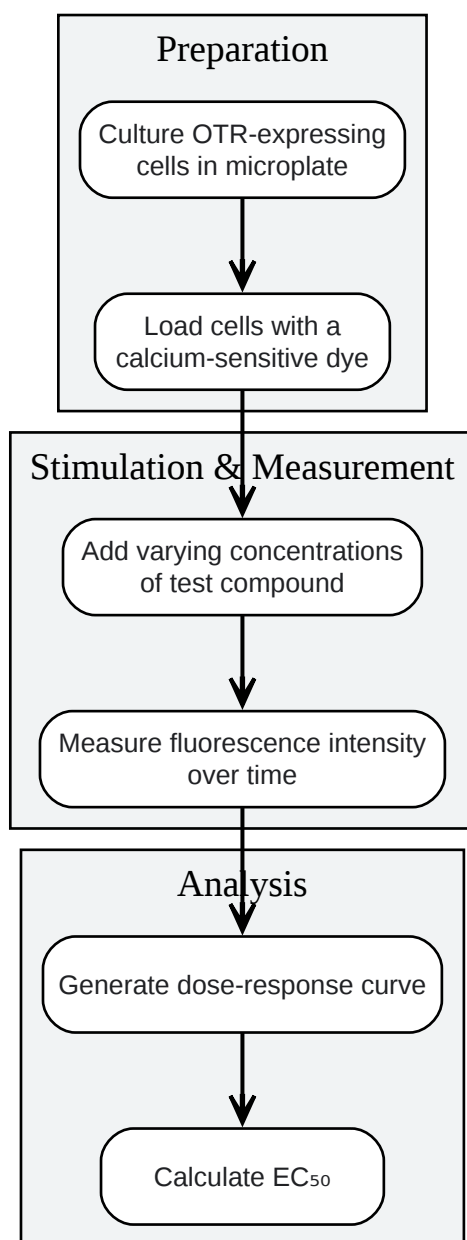 Preparation
Culture OTR-expressing
cells in microplate
Load cells with a
calcium-sensitive dye
Stimulation & Measurement
Add varying concentrations
of test compound
Measure fluorescence intensity
over time
Analysis
Generate dose-response curve
Calculate EC₅₀